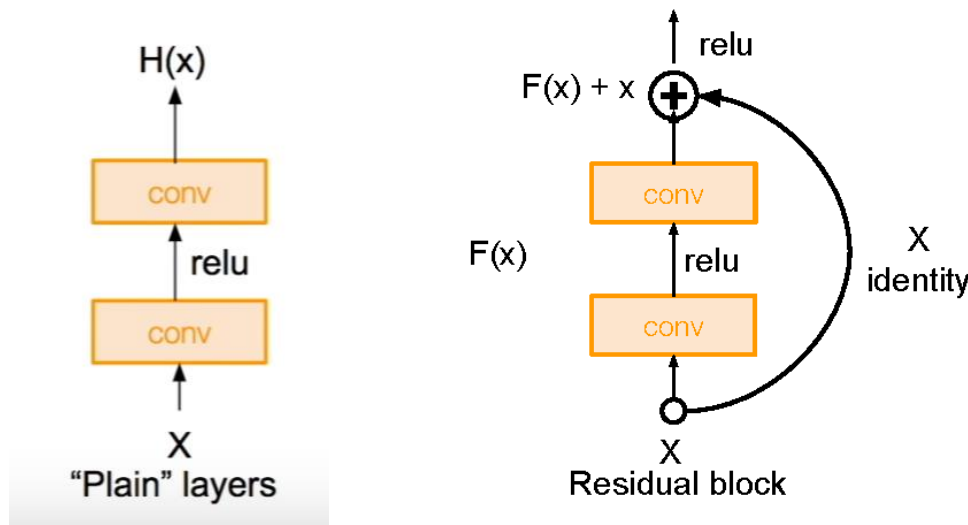 H(x)
conv
relu
conv
X
“Plain” layers
relu
F(x) + x
conv
F(x)
relu
X
identity
conv
X
Residual block